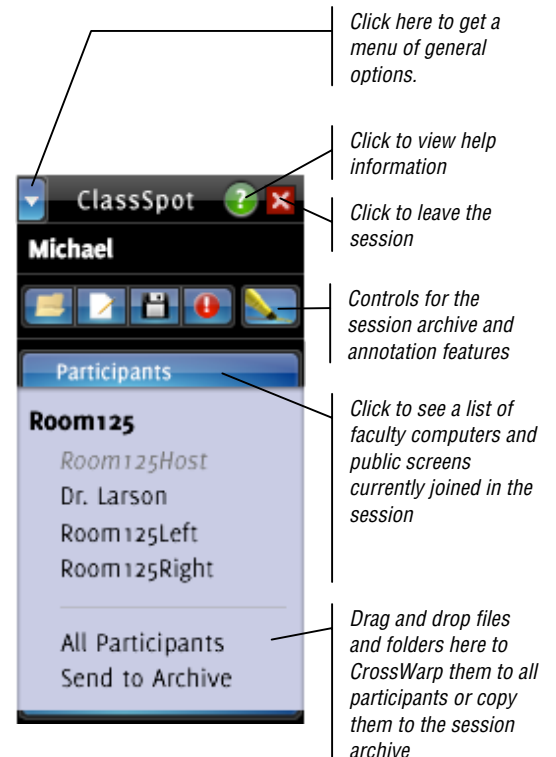 Click here to get a
menu of general
options.
Click to view help
information
ClassSpot
Click to leave the
session
Michael
Controls for the
session archive and
annotation features
Participants
Click to see a list of
faculty computers and
public screens
currently joined in the
session
Room125
Room125Host
Dr. Larson
Room125Left
Room125Right
Drag and drop files
and folders here to
CrossWarp them to all
participants or copy
them to the session
archive
All Participants
Send to Archive